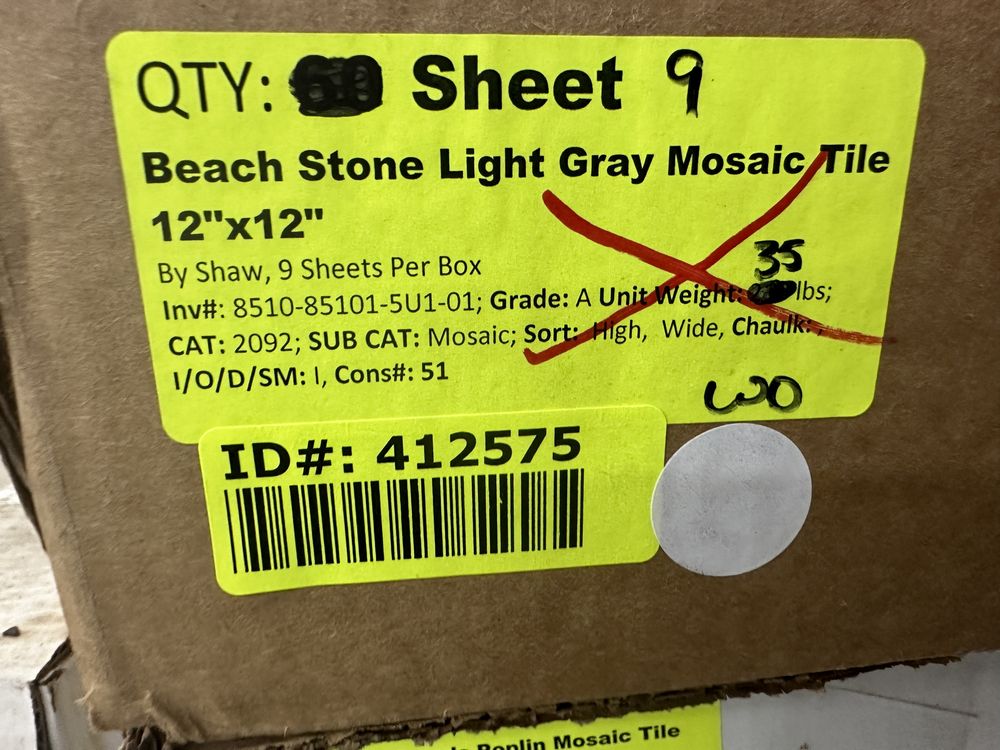 QTY: Sheet 9
Beach Stone Light Gray Mosaic Tile
12"x12"
By Shaw, 9 Sheets Per Box
35
Inv#: 8510-85101-5U1-01; Grade: A Unit Weight: lbs;
CAT: 2092; SUB CAT: Mosaic; Sort: High, Wide, Chaulk: ,
I/O/D/SM: I, Cons#: 51
WO
ID#: 412575
Poplin Mosaic Tile